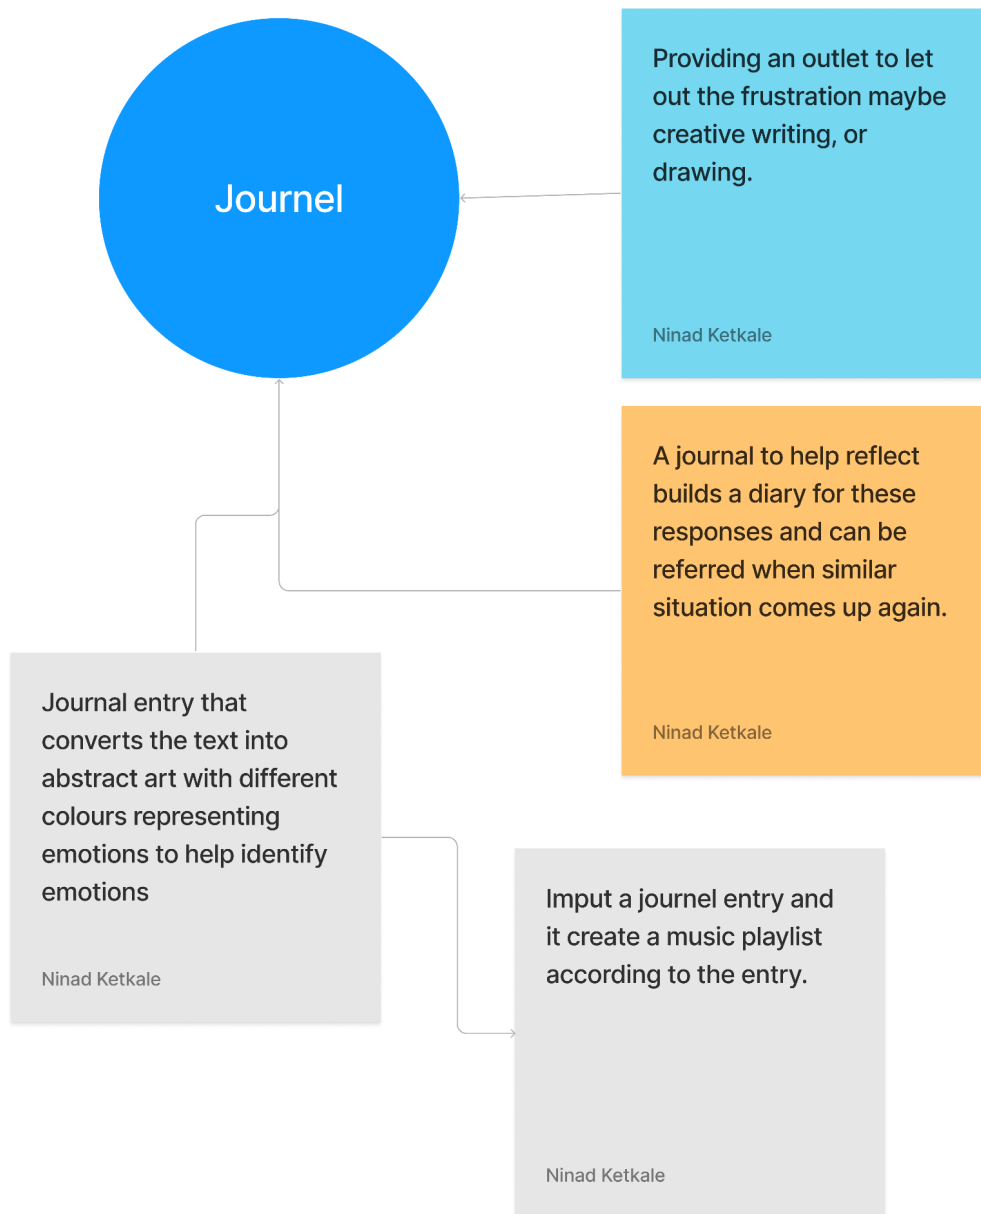 Journel
Providing an outlet to let
out the frustration maybe
creative writing, or
drawing.
Ninad Ketkale
A journal to help reflect
builds a diary for these
responses and can be
referred when similar
situation comes up again.
Ninad Ketkale
Journal entry that
converts the text into
abstract art with different
colours representing
emotions to help identify
emotions
Ninad Ketkale
Imput a journel entry and
it create a music playlist
according to the entry.
Ninad Ketkale